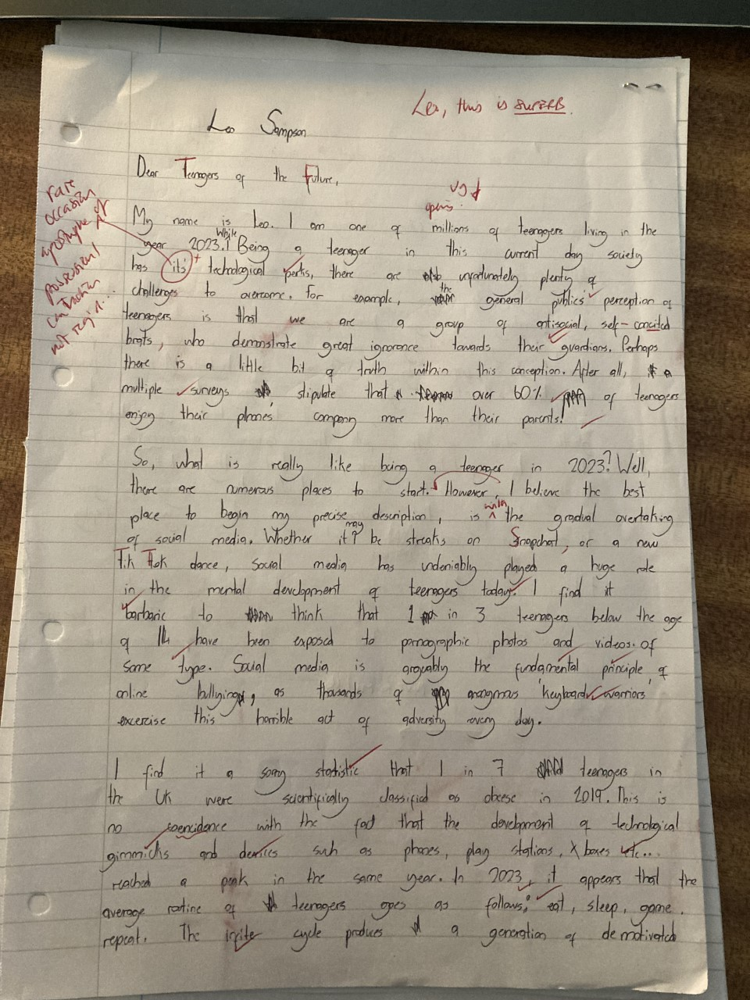 Leo, this is SUPERB.
Leo Sampson
Dear Teenagers of the Future,
vg
My name is Leo. I am one of millions of teenagers living in the
year 2023. While Being a teenager in this current day society
has its' technological perks, there are unfortunately plenty of
challenges to overcome. For example, the general publics' perception of
teenagers is that we are a group of antisocial, self-concited
brats, who demonstrate great ignorance towards their guardians. Perhaps
there is a little bit of truth within this conception. After all,
multiple surveys stipulate that over 60% of teenagers
enjoy their phones' company more than their parents!
rare
occasion
apostrophe of
possession/
contraction
not req'd...
So, what is really like being a teenager in 2023? Well,
there are numerous places to start. However, I believe the best
place to begin my precise description, is with the gradual overtaking
of social media. Whether it may be streaks on Snapchat, or a new
Tik Tok dance, social media has undeniably played a huge role
in the mental development of teenagers today. I find it
barbaric to think that 1 in 3 teenagers below the age
of 14 have been exposed to pornographic photos and videos of
some type. Social media is arguably the fundamental principle of
online bullying, as thousands of anonymous 'keyboard warriors'
excercise this horrible act of adversity every day.
I find it a sorry statistic that 1 in 7 teenagers in
the UK were scientifically classified as obese in 2019. This is
no coencidence with the fact that the development of technological
gimmicks and devices such as phones, play stations, X boxes etc...
reached a peak in the same year. In 2023, it appears that the
average routine of teenagers goes as follows: eat, sleep, game,
repeat. The cycle produces a generation of demotivated